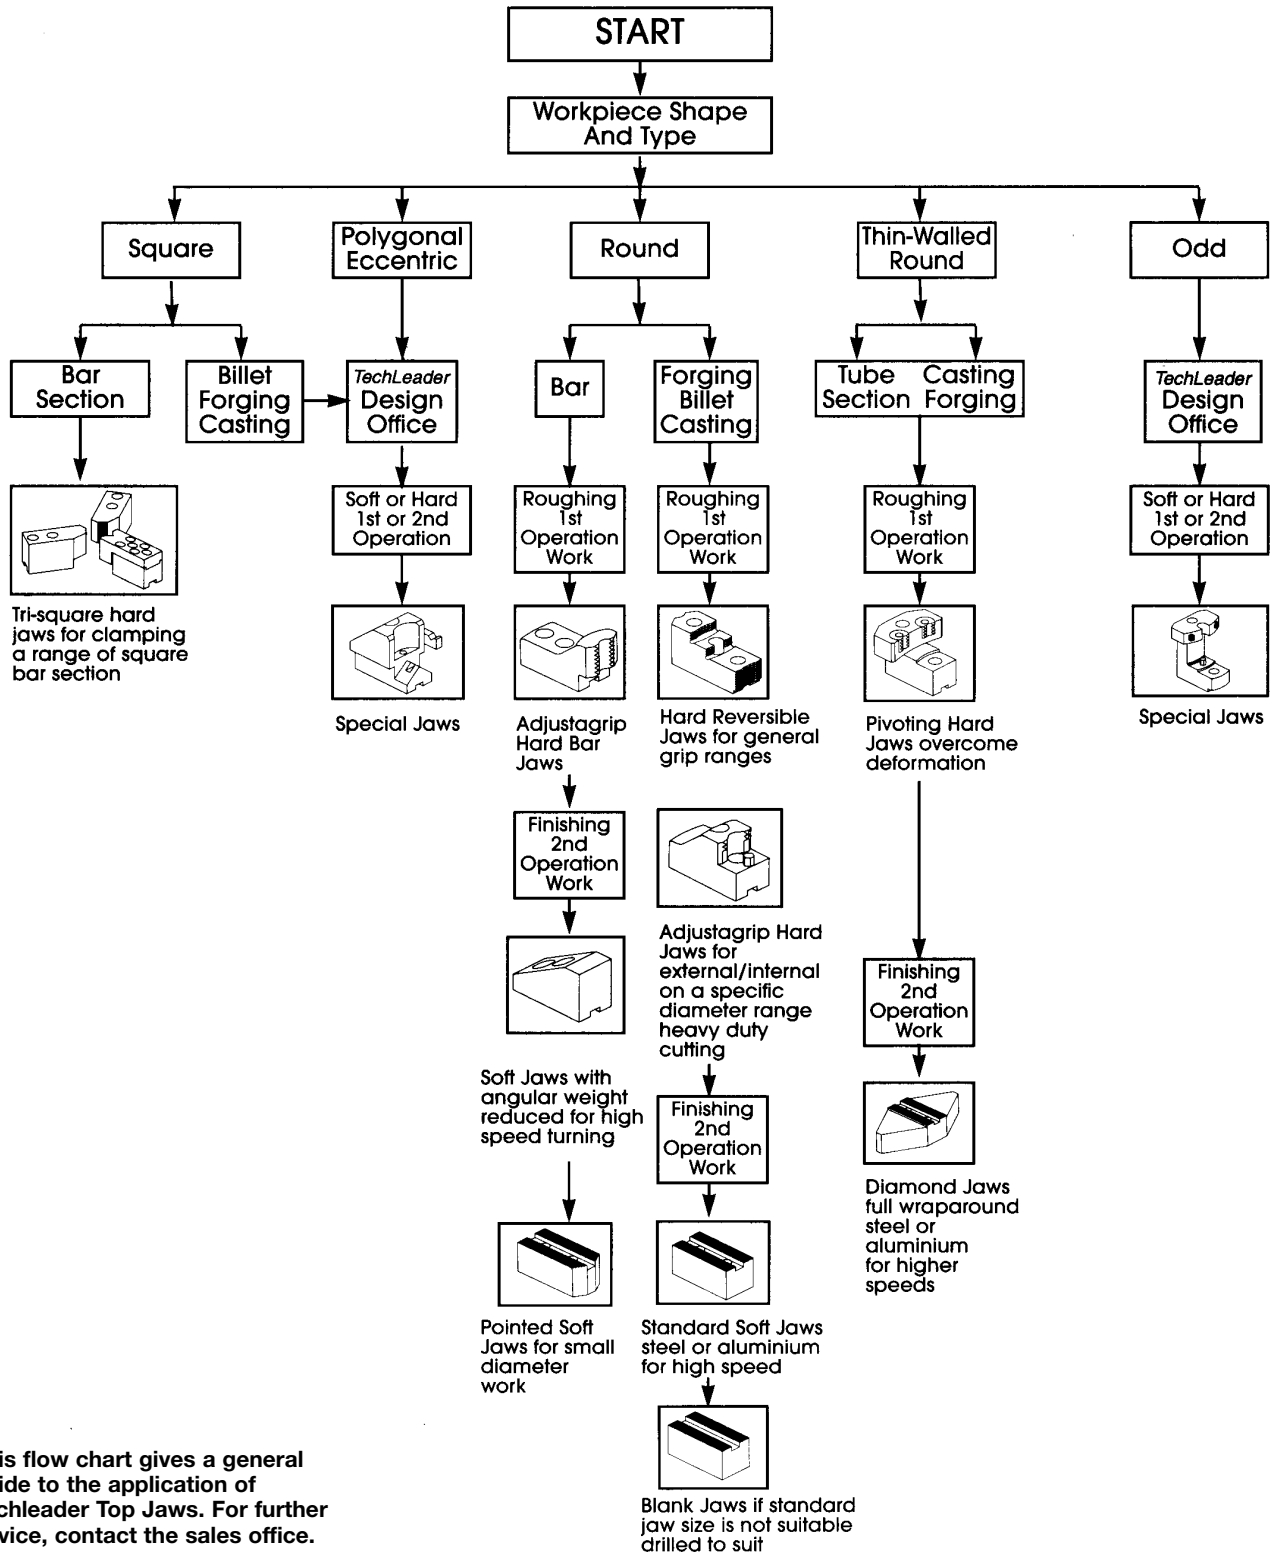 START
Workpiece Shape
And Type
Square
Polygonal
Eccentric
Round
Thin-Walled
Round
Odd
Bar
Section
Billet
Forging
Casting
TechLeader
Design
Office
Bar
Forging
Billet
Casting
Tube
Section
Casting
Forging
TechLeader
Design
Office
Soft or Hard
1st or 2nd
Operation
Roughing
1st
Operation
Work
Roughing
1st
Operation
Work
Roughing
1st
Operation
Work
Soft or Hard
1st or 2nd
Operation
Tri-square hard
jaws for clamping
a range of square
bar section
Special Jaws
Adjustagrip
Hard Bar
Jaws
Hard Reversible
Jaws for general
grip ranges
Pivoting Hard
Jaws overcome
deformation
Special Jaws
Finishing
2nd
Operation
Work
Adjustagrip Hard
Jaws for
external/internal
on a specific
diameter range
heavy duty
cutting
Finishing
2nd
Operation
Work
Soft Jaws with
angular weight
reduced for high
speed turning
Finishing
2nd
Operation
Work
Diamond Jaws
full wraparound
steel or
aluminium
for higher
speeds
Pointed Soft
Jaws for small
diameter
work
Standard Soft Jaws
steel or aluminium
for high speed
Blank Jaws if standard
jaw size is not suitable
drilled to suit
is flow chart gives a general
ide to the application of
chleader Top Jaws. For further
vice, contact the sales office.